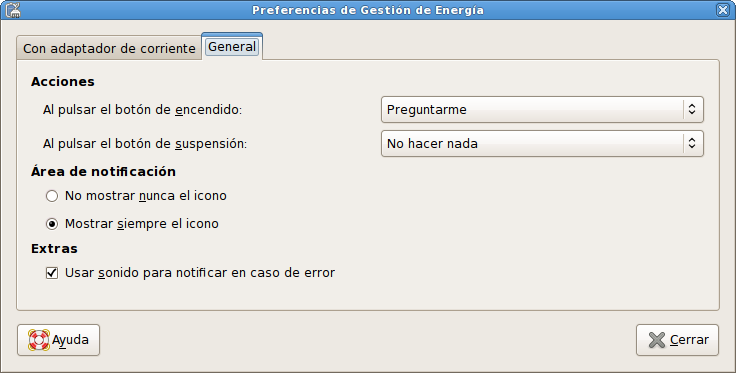 Preferencias de Gestión de Energía
Con adaptador de corriente
General
Acciones
Al pulsar el botón de encendido:
Preguntarme
Al pulsar el botón de suspensión:
No hacer nada
Área de notificación
No mostrar nunca el icono
Mostrar siempre el icono
Extras
Usar sonido para notificar en caso de error
Ayuda
Cerrar